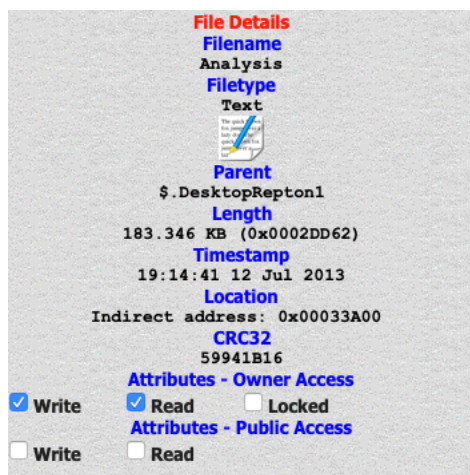 File Details
Filename
Analysis
Filetype
Text
Parent
$.DesktopRepton1
Length
183.346 KB (0x0002DD62)
Timestamp
19:14:41 12 Jul 2013
Location
Indirect address: 0x00033A00
CRC32
59941B16
Attributes - Owner Access
Write Read Locked
Attributes - Public Access
Write Read